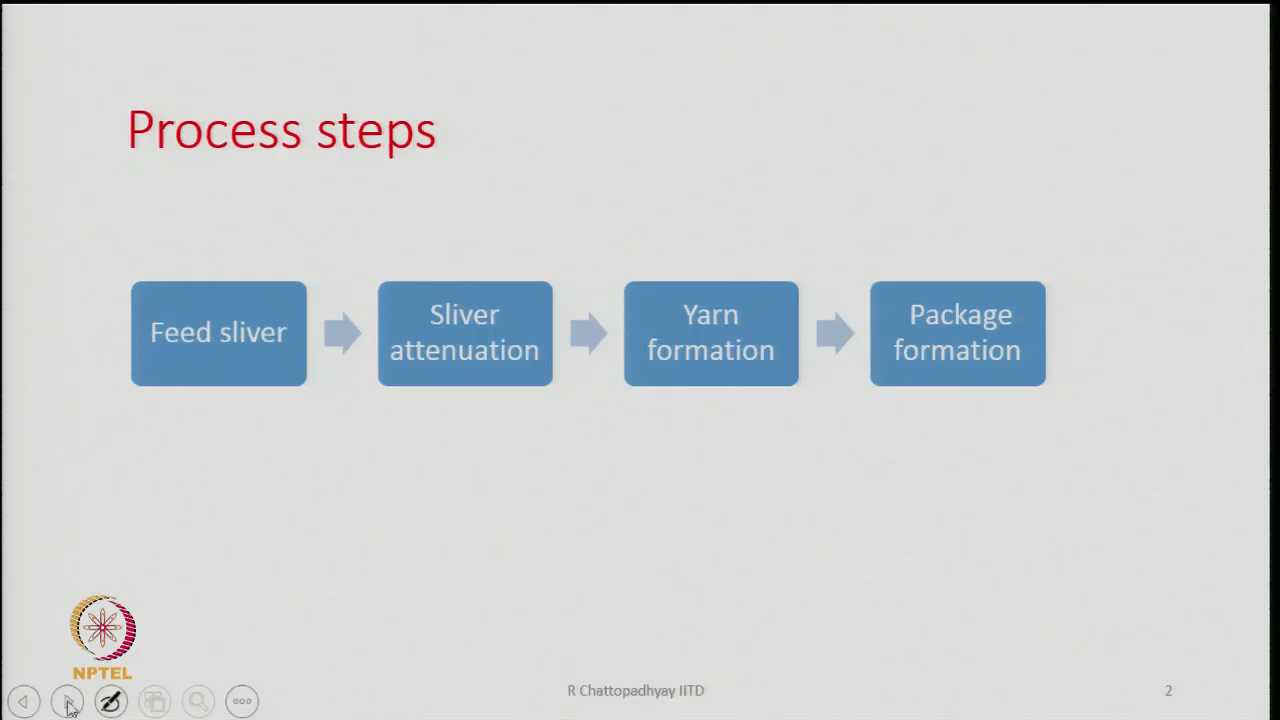 Process steps
Feed sliver
Sliver
attenuation
Yarn
formation
Package
formation
NPTEL
R Chattopadhyay IITD
2